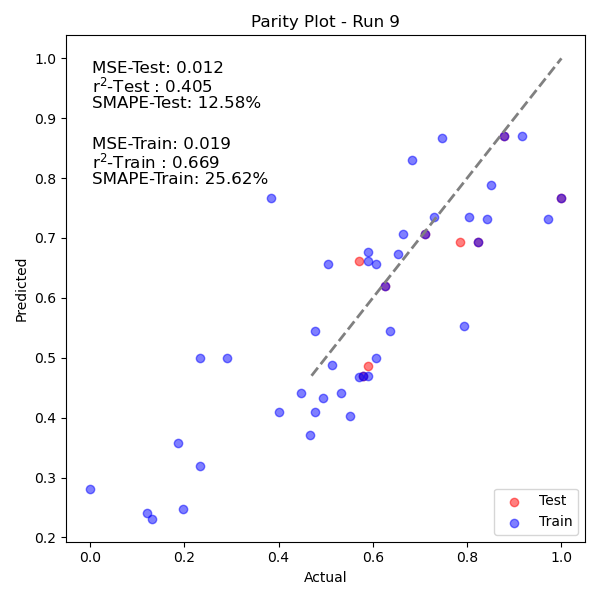 Parity Plot - Run 9
MSE-Test: 0.012
r²-Test : 0.405
SMAPE-Test: 12.58%
MSE-Train: 0.019
r²-Train : 0.669
SMAPE-Train: 25.62%
1.0
0.9
0.8
0.7
0.6
0.5
0.4
0.3
0.2
Predicted
0.0 0.2 0.4 0.6 0.8 1.0
Actual
Test
Train